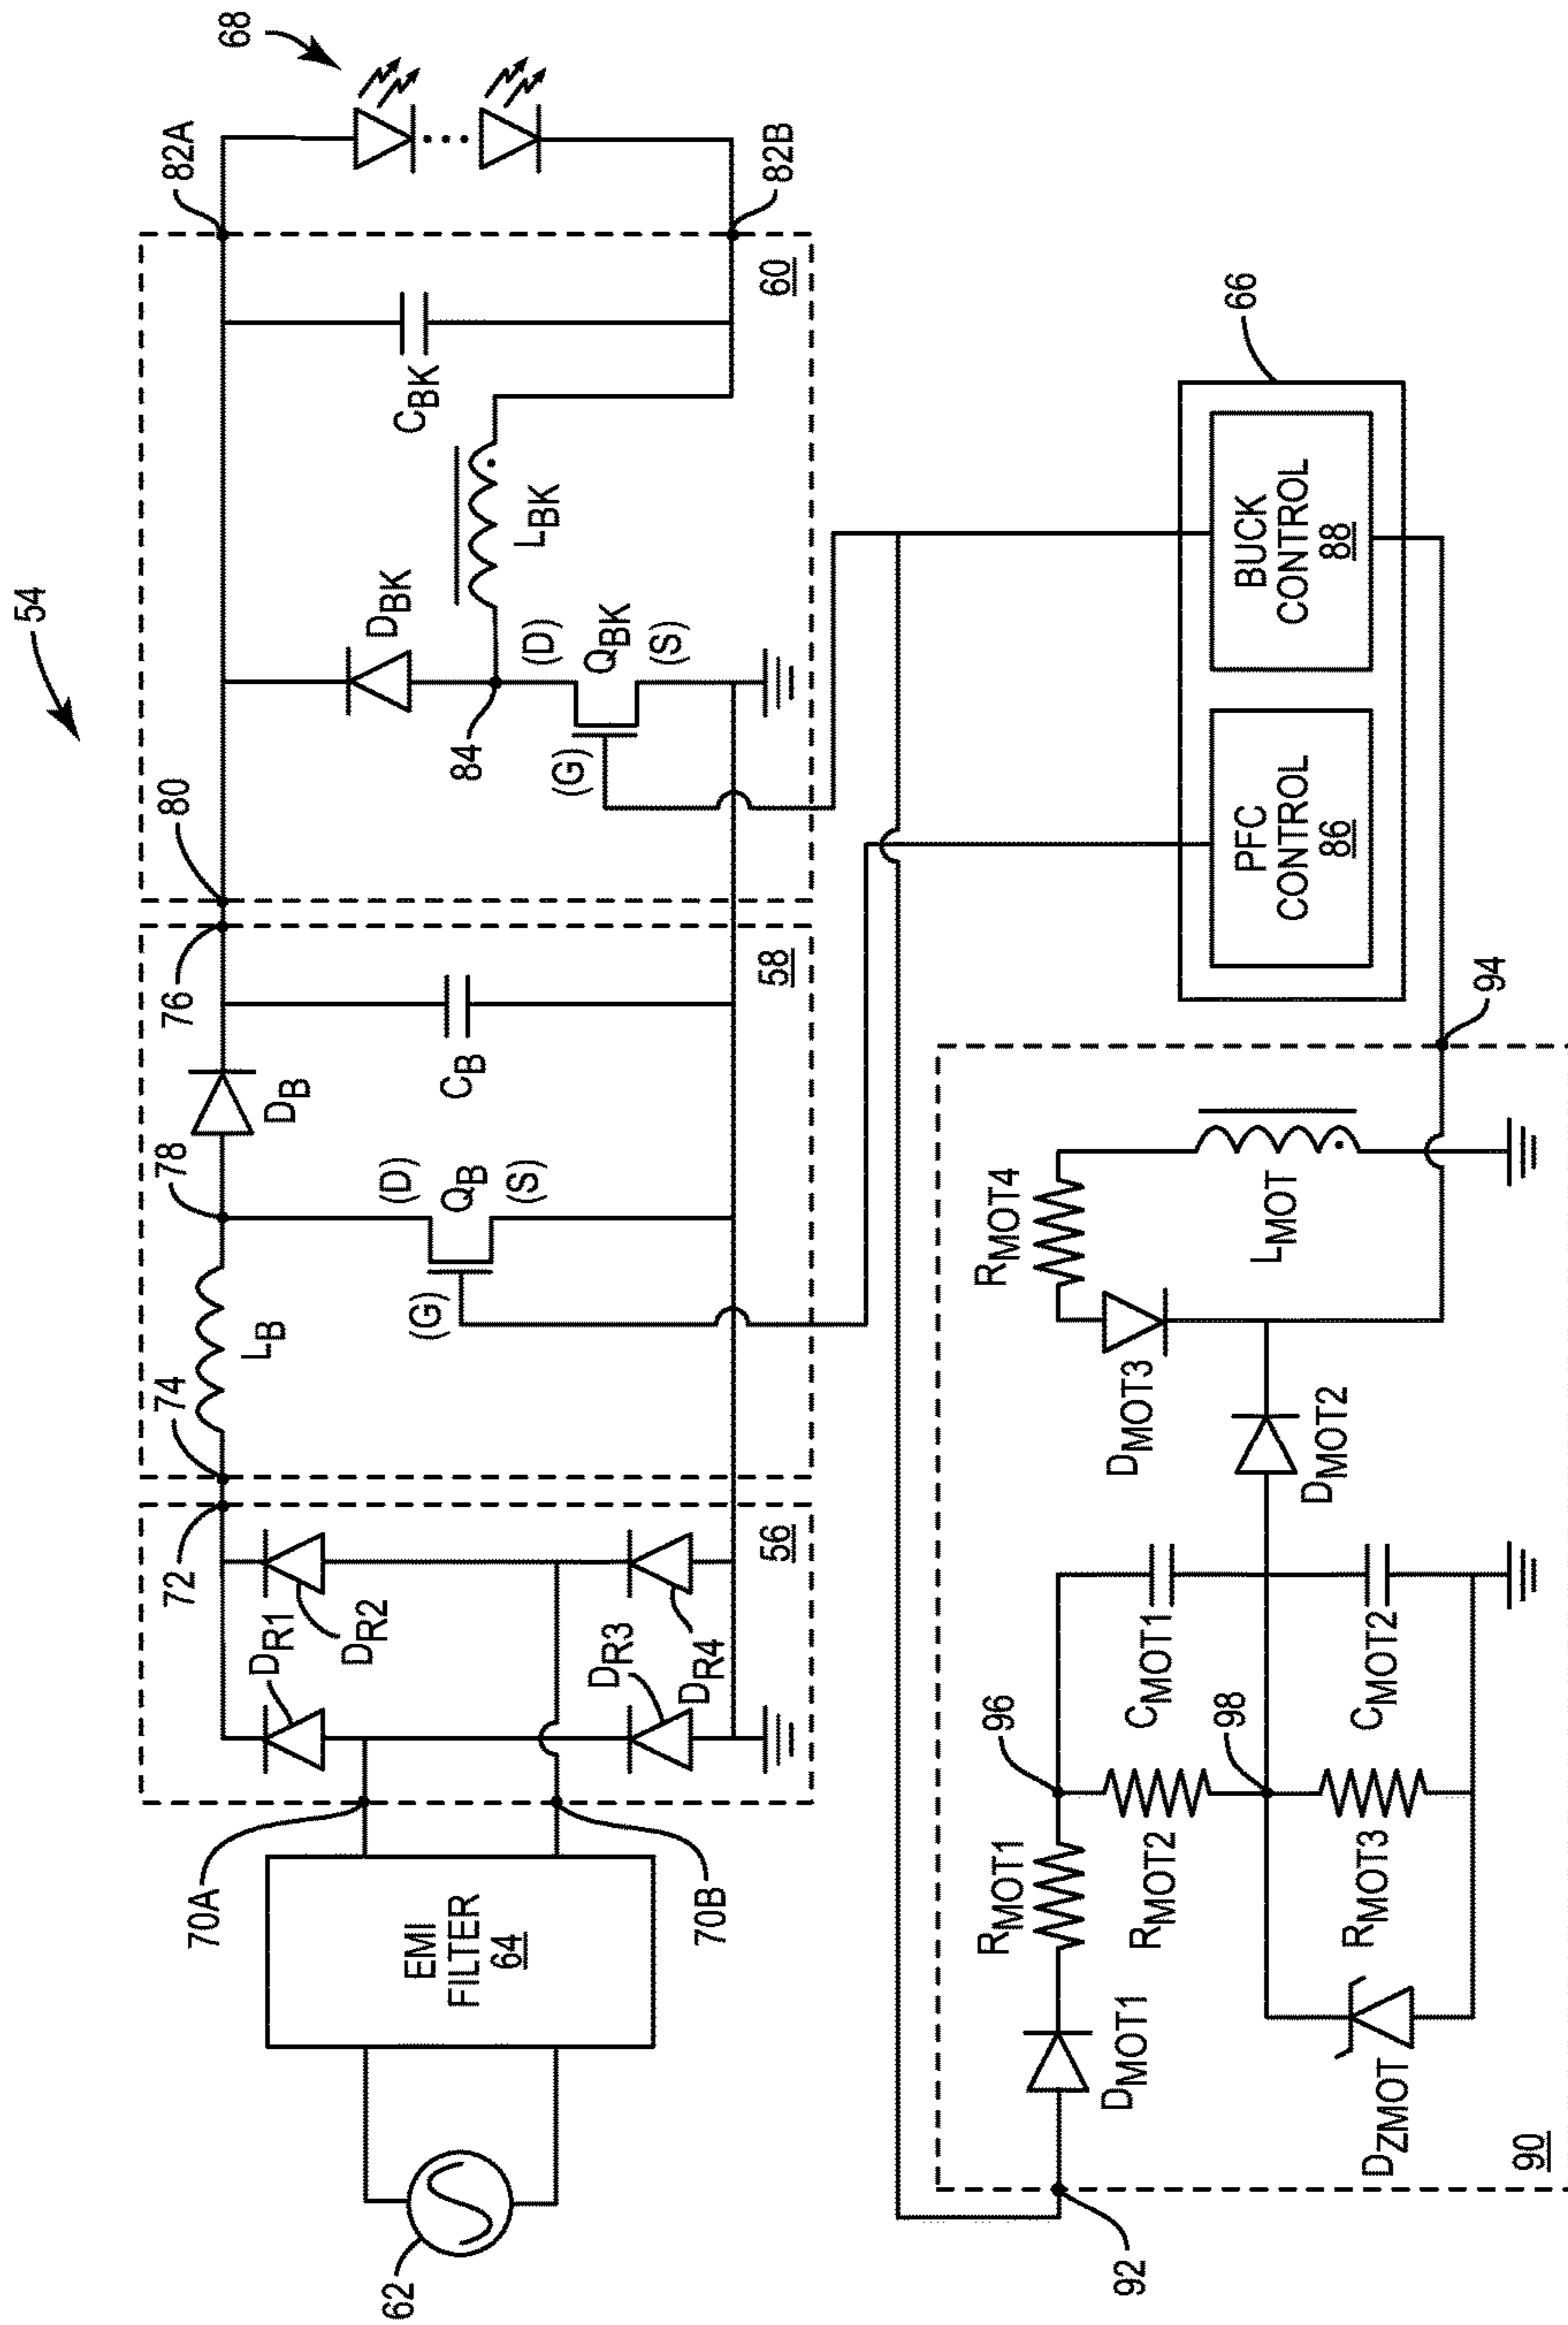 54
62
EMI
FILTER
64
70A
70B
72
D_R1
D_R2
D_R3
D_R4
56
74
L_B
78
(D)
Q_B
(S)
(G)
D_B
76
C_B
58
80
84
D_BK
(D)
Q_BK
(S)
(G)
L_BK
C_BK
60
82A
82B
68
66
PFC
CONTROL
86
BUCK
CONTROL
88
92
D_MOT1
R_MOT1
96
R_MOT2
C_MOT1
98
R_MOT3
C_MOT2
D_ZMOT
D_MOT2
D_MOT3
R_MOT4
L_MOT
94
90